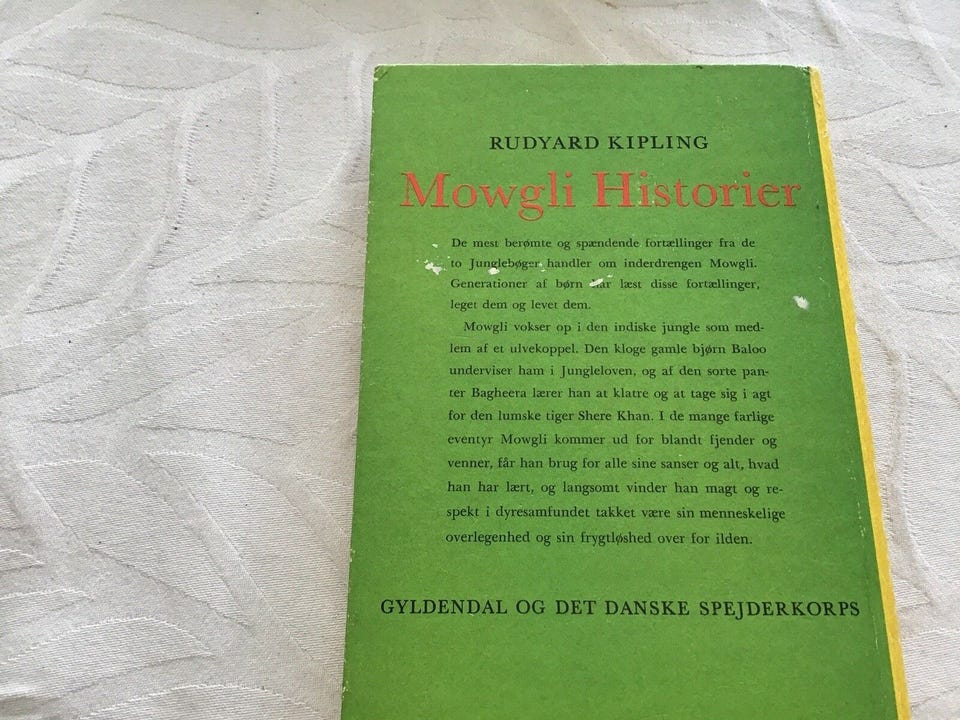 RUDYARD KIPLING
Mowgli Historier
De mest berømte og spændende fortællinger fra de
to Junglebøger handler om inderdrengen Mowgli.
Generationer af børn har læst disse fortællinger,
leget dem og levet dem.
Mowgli vokser op i den indiske jungle som med-
lem af et ulvekoppel. Den kloge gamle bjørn Baloo
underviser ham i Jungleloven, og af den sorte pan-
ter Bagheera lærer han at klatre og at tage sig i agt
for den lumske tiger Shere Khan. I de mange farlige
eventyr Mowgli kommer ud for blandt fjender og
venner, får han brug for alle sine sanser og alt, hvad
han har lært, og langsomt vinder han magt og re-
spekt i dyresamfundet takket være sin menneskelige
overlegenhed og sin frygtløshed over for ilden.
GYLDENDAL OG DET DANSKE SPEJDERKORPS